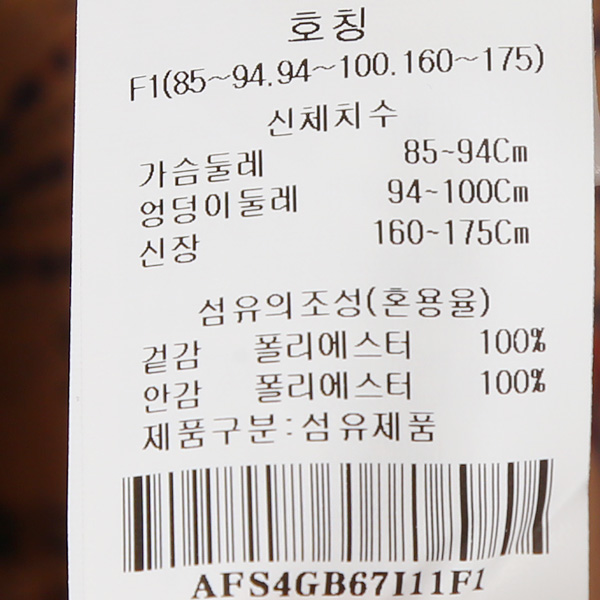 호칭
F1(85~94.94~100.160~175)
신체치수
가슴둘레 85~94Cm
엉덩이둘레 94~100Cm
신장 160~175Cm
섬유의조성(혼용율)
겉감 폴리에스터 100%
안감 폴리에스터 100%
제품구분:섬유제품
AFS4GB67I11F1